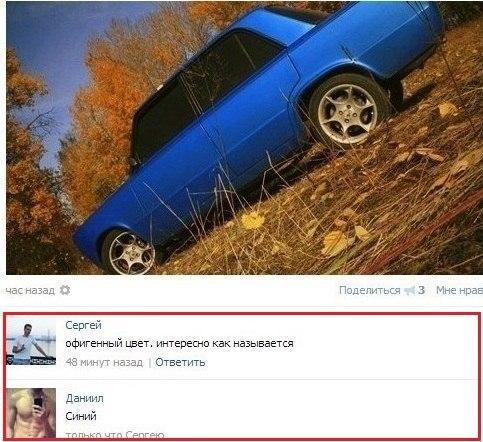 час назад
Поделиться 3 Мне нрав
Сергей
офигенный цвет. интересно как называется
48 минут назад | Ответить
Даниил
Синий
только что Сергею